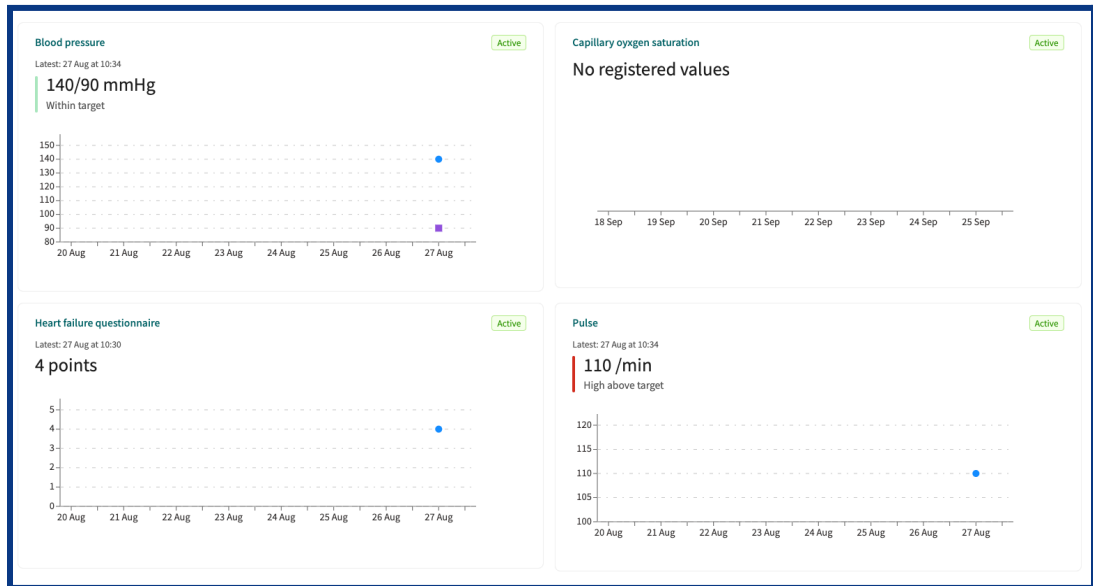 Blood pressure
Active
Latest: 27 Aug at 10:34
140/90 mmHg
Within target
150
140
130
120
110
100
90
80
20 Aug 21 Aug 22 Aug 23 Aug 24 Aug 25 Aug 26 Aug 27 Aug
Capillary oyxgen saturation
Active
No registered values
18 Sep 19 Sep 20 Sep 21 Sep 22 Sep 23 Sep 24 Sep 25 Sep
Heart failure questionnaire
Active
Latest: 27 Aug at 10:30
4 points
5
4
3
2
1
0
20 Aug 21 Aug 22 Aug 23 Aug 24 Aug 25 Aug 26 Aug 27 Aug
Pulse
Active
Latest: 27 Aug at 10:34
110 /min
High above target
120
115
110
105
100
20 Aug 21 Aug 22 Aug 23 Aug 24 Aug 25 Aug 26 Aug 27 Aug